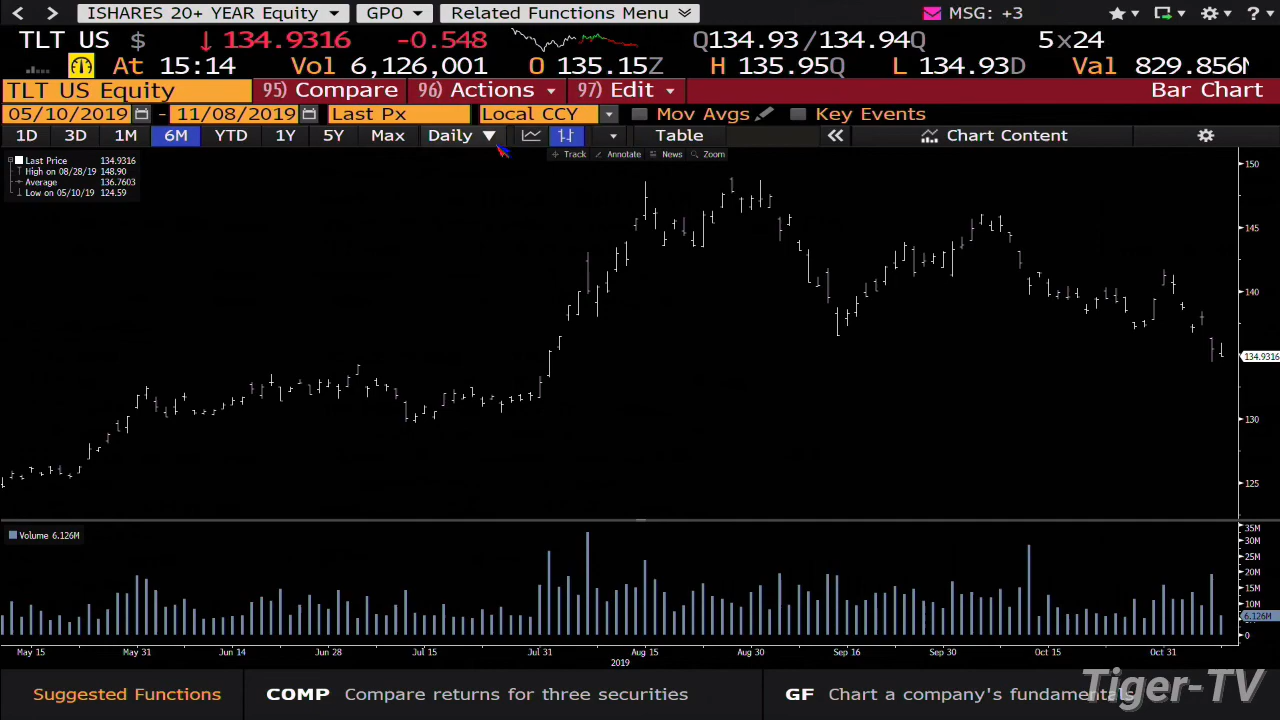 ISHARES 20+ YEAR Equity GPO Related Functions Menu MSG: +3 ?
TLT US $ ↓ 134.9316 -0.548 Q134.93 /134.94Q 5x24
At 15:14 Vol 6,126,001 O 135.15Z H 135.95Q L 134.93D Val 829.856M
TLT US Equity 95) Compare 96) Actions 97) Edit Bar Chart
05/10/2019 - 11/08/2019 Last Px Local CCY Mov Avgs Key Events
1D 3D 1M 6M YTD 1Y 5Y Max Daily ▼ Table « Chart Content
Track Annotate News Zoom
Last Price 134.9316
High on 08/28/19 148.90
Average 136.7603
Low on 05/10/19 124.59
150
145
140
134.9316
130
125
Volume 6.126M
35M
30M
25M
20M
15M
10M
6.126M
0
May 15 May 31 Jun 14 Jun 28 Jul 15 Jul 31 Aug 15 Aug 30 Sep 16 Sep 30 Oct 15 Oct 31
2019
Suggested Functions COMP Compare returns for three securities GF Chart a company's fundamentals
Tiger-TV